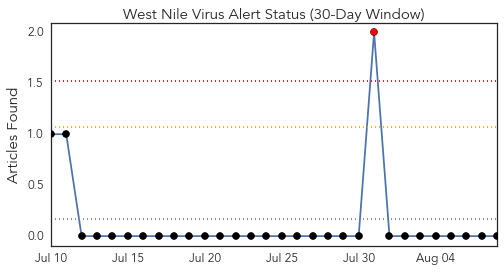 West Nile Virus Alert Status (30-Day Window)
Articles Found
2.0
1.5
1.0
0.5
0.0
Jul 10 Jul 15 Jul 20 Jul 25 Jul 30 Aug 04